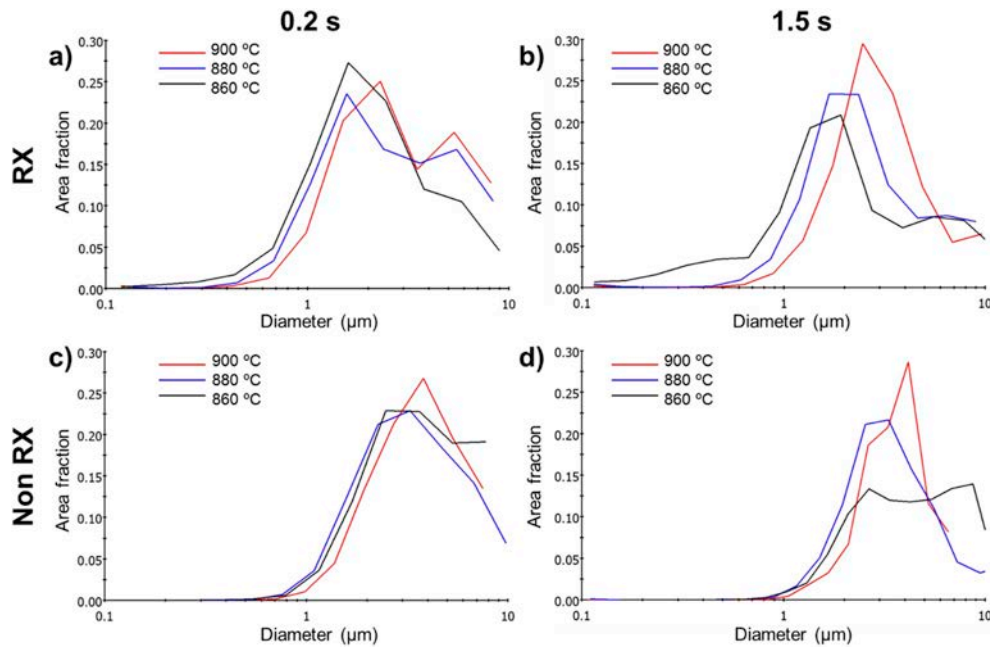 0.2 s
1.5 s
RX
Non RX
a)
0.30
0.25
0.20
0.15
0.10
0.05
0.00
Area fraction
900 ºC
880 ºC
860 ºC
0.1
1
10
Diameter (µm)
b)
0.30
0.25
0.20
0.15
0.10
0.05
0.00
Area fraction
900 ºC
880 ºC
860 ºC
0.1
1
10
Diameter (µm)
c)
0.30
0.25
0.20
0.15
0.10
0.05
0.00
Area fraction
900 ºC
880 ºC
860 ºC
0.1
1
10
Diameter (µm)
d)
0.30
0.25
0.20
0.15
0.10
0.05
0.00
Area fraction
900 ºC
880 ºC
860 ºC
0.1
1
10
Diameter (µm)